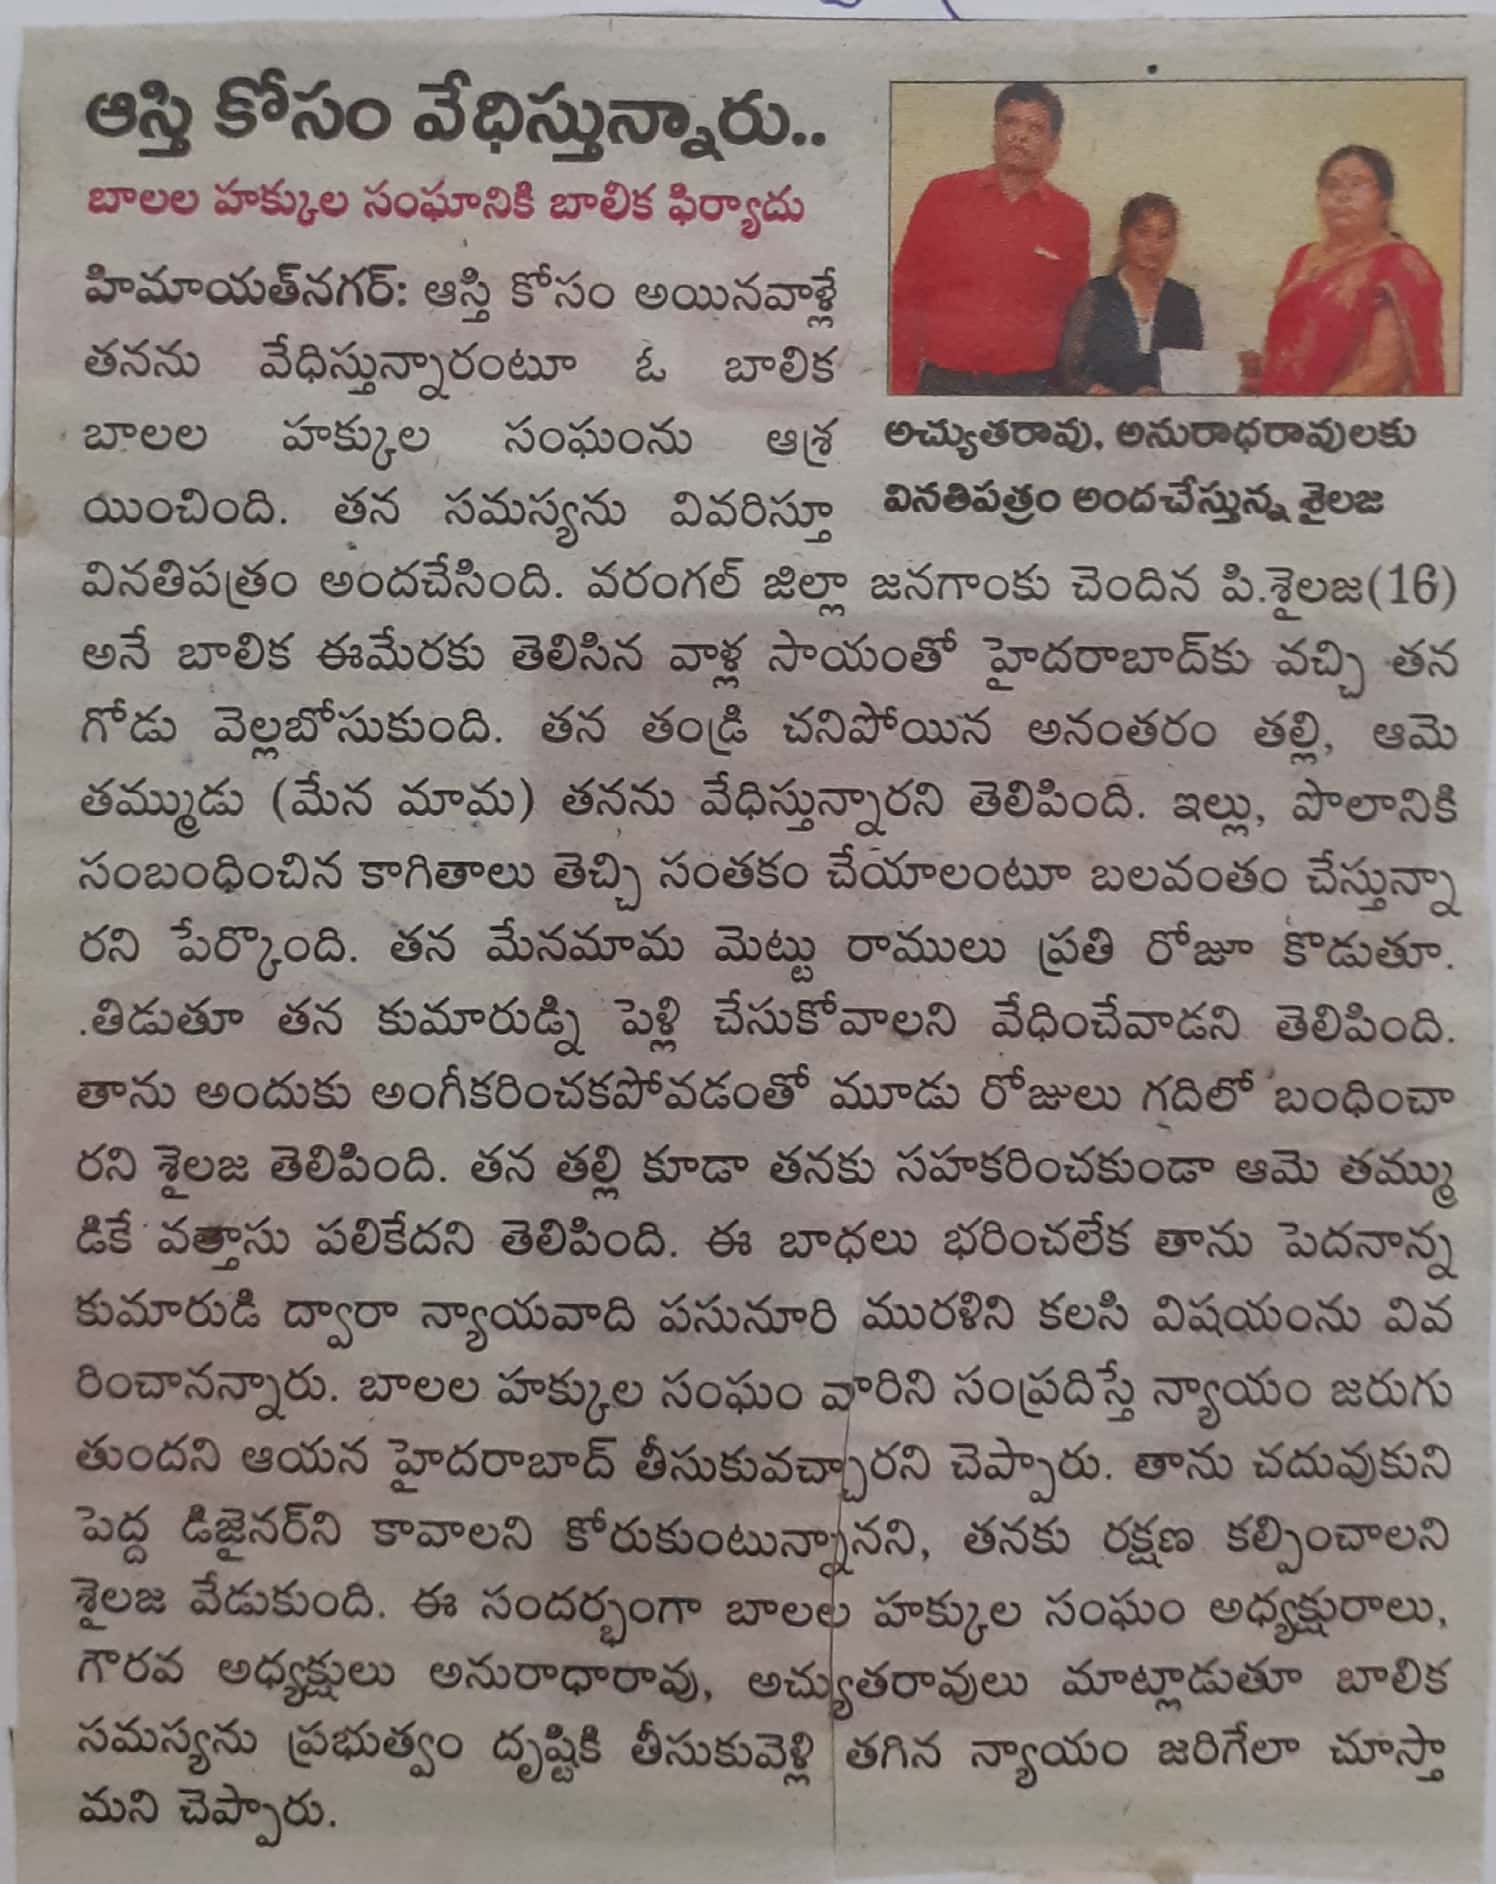 ఆస్తి కోసం వేధిస్తున్నారు..
బాలల హక్కుల సంఘానికి బాలిక ఫిర్యాదు
హిమాయత్‌నగర్: ఆస్తి కోసం అయినవాళ్లే
తనను వేధిస్తున్నారంటూ ఓ బాలిక
బాలల హక్కుల సంఘంను ఆశ్ర
యించింది. తన సమస్యను వివరిస్తూ
అచ్యుతరావు, అనురాధరావులకు
వినతిపత్రం అందచేస్తున్న శైలజ
వినతిపత్రం అందచేసింది. వరంగల్ జిల్లా జనగాంకు చెందిన పి.శైలజ(16)
అనే బాలిక ఈమేరకు తెలిసిన వాళ్ల సాయంతో హైదరాబాద్‌కు వచ్చి తన
గోడు వెల్లబోసుకుంది. తన తండ్రి చనిపోయిన అనంతరం తల్లి, ఆమె
తమ్ముడు (మేన మామ) తనను వేధిస్తున్నారని తెలిపింది. ఇల్లు, పొలానికి
సంబంధించిన కాగితాలు తెచ్చి సంతకం చేయాలంటూ బలవంతం చేస్తున్నా
రని పేర్కొంది. తన మేనమామ మెట్టు రాములు ప్రతి రోజూ కొడుతూ.
.తిడుతూ తన కుమారుడ్ని పెళ్లి చేసుకోవాలని వేధించేవాడని తెలిపింది.
తాను అందుకు అంగీకరించకపోవడంతో మూడు రోజులు గదిలో బంధించా
రని శైలజ తెలిపింది. తన తల్లి కూడా తనకు సహకరించకుండా ఆమె తమ్ము
డికే వత్తాసు పలికేదని తెలిపింది. ఈ బాధలు భరించలేక తాను పెదనాన్న
కుమారుడి ద్వారా న్యాయవాది పసునూరి మురళిని కలసి విషయంను వివ
రించానన్నారు. బాలల హక్కుల సంఘం వారిని సంప్రదిస్తే న్యాయం జరుగు
తుందని ఆయన హైదరాబాద్ తీసుకువచ్చారని చెప్పారు. తాను చదువుకుని
పెద్ద డిజైనర్‌ని కావాలని కోరుకుంటున్నానని, తనకు రక్షణ కల్పించాలని
శైలజ వేడుకుంది. ఈ సందర్భంగా బాలల హక్కుల సంఘం అధ్యక్షురాలు,
గౌరవ అధ్యక్షులు అనురాధారావు, అచ్యుతరావులు మాట్లాడుతూ బాలిక
సమస్యను ప్రభుత్వం దృష్టికి తీసుకువెళ్లి తగిన న్యాయం జరిగేలా చూస్తా
మని చెప్పారు.